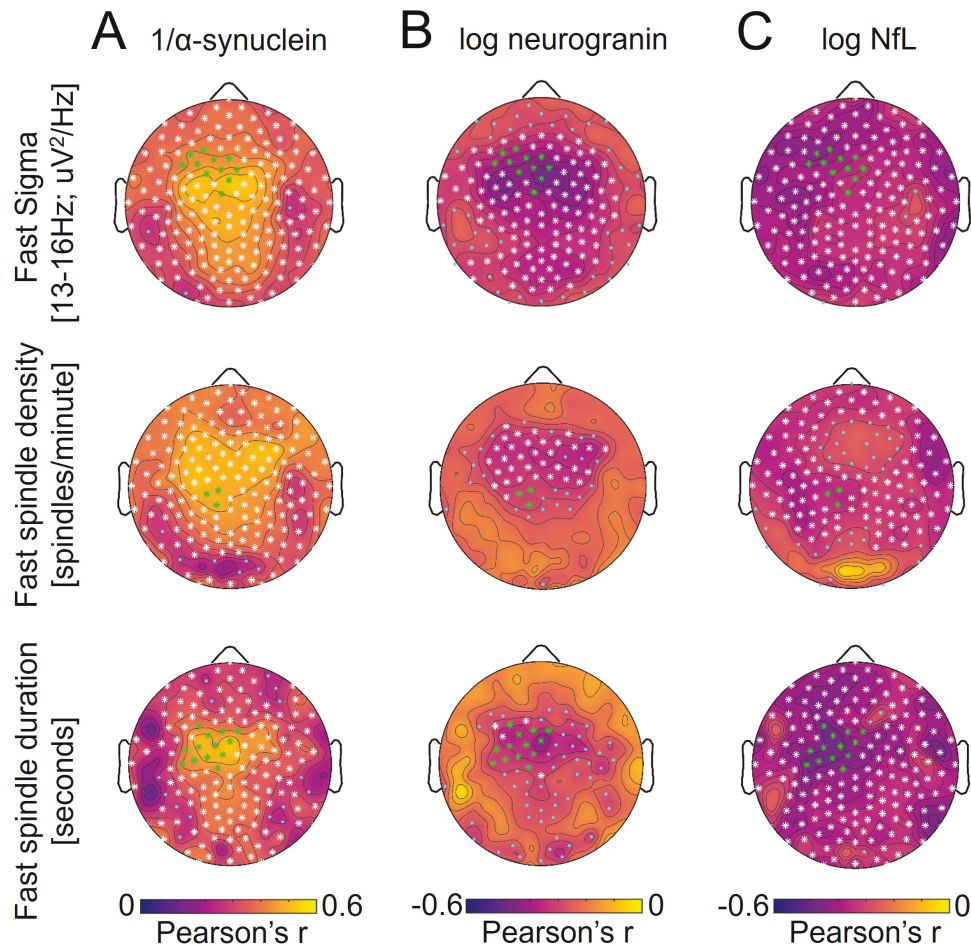 A 1/α-synuclein
B log neurogranin
C log NfL
Fast Sigma
[13-16Hz; uV²/Hz]
Fast spindle density
[spindles/minute]
Fast spindle duration
[seconds]
0 0.6
Pearson's r
-0.6 0
Pearson's r
-0.6 0
Pearson's r